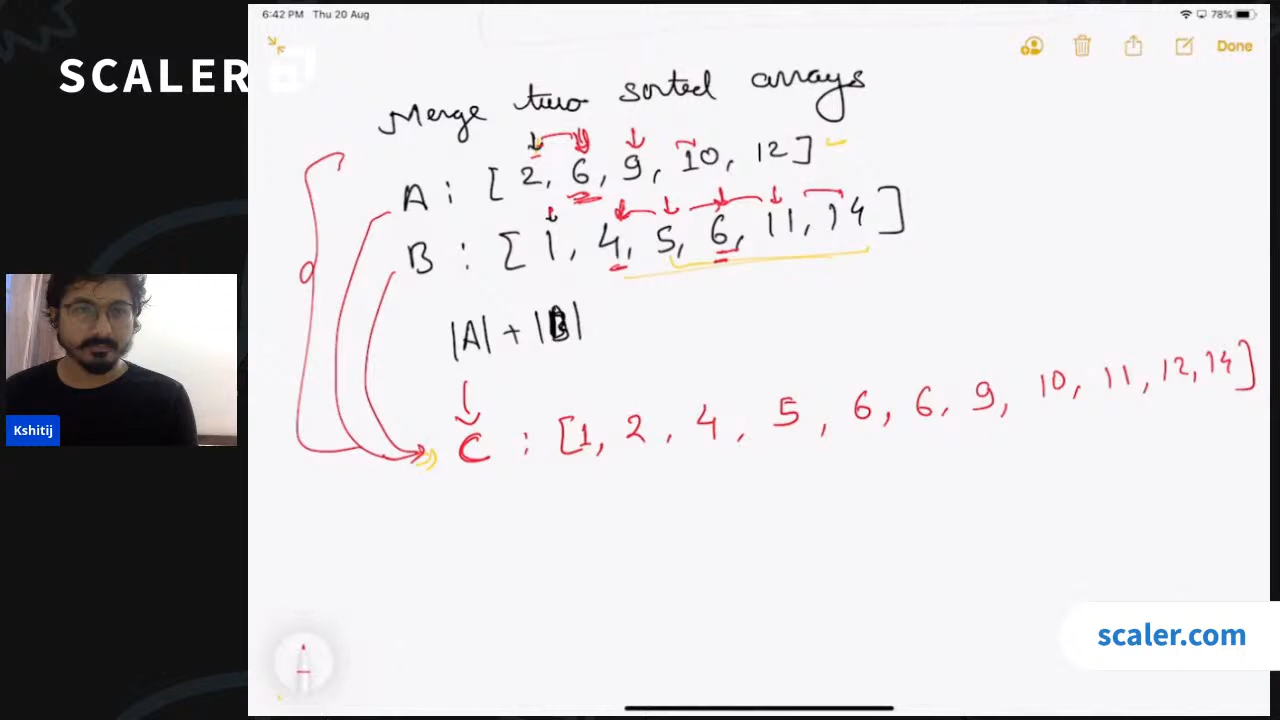 6:42 PM Thu 20 Aug
78%
SCALER
Done
Merge two sorted arrays
A : [ 2, 6, 9, 10, 12 ]
B : [ 1, 4, 5, 6, 11, 14 ]
|A| + |B|
C : [1, 2, 4, 5, 6, 6, 9, 10, 11, 12, 14]
Kshitij
scaler.com